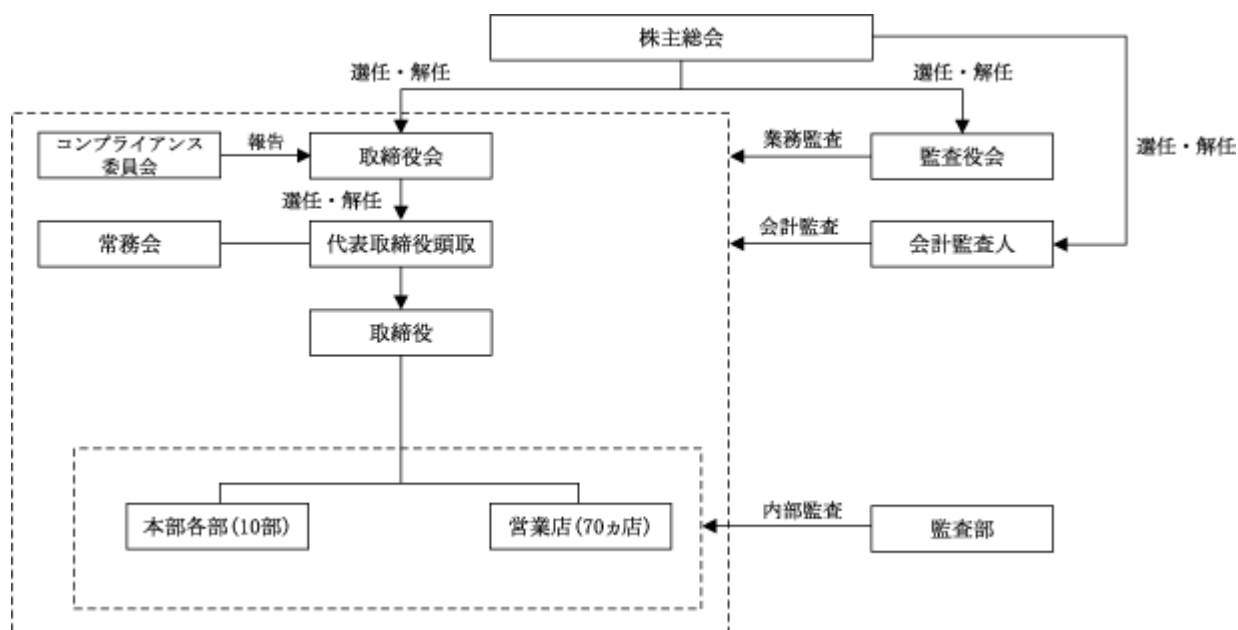 株主総会
選任・解任
選任・解任
コンプライアンス
委員会
報告
取締役会
業務監査
監査役会
選任・解任
選任・解任
常務会
代表取締役頭取
会計監査
会計監査人
取締役
本部各部(10部)
営業店(70ヵ店)
内部監査
監査部